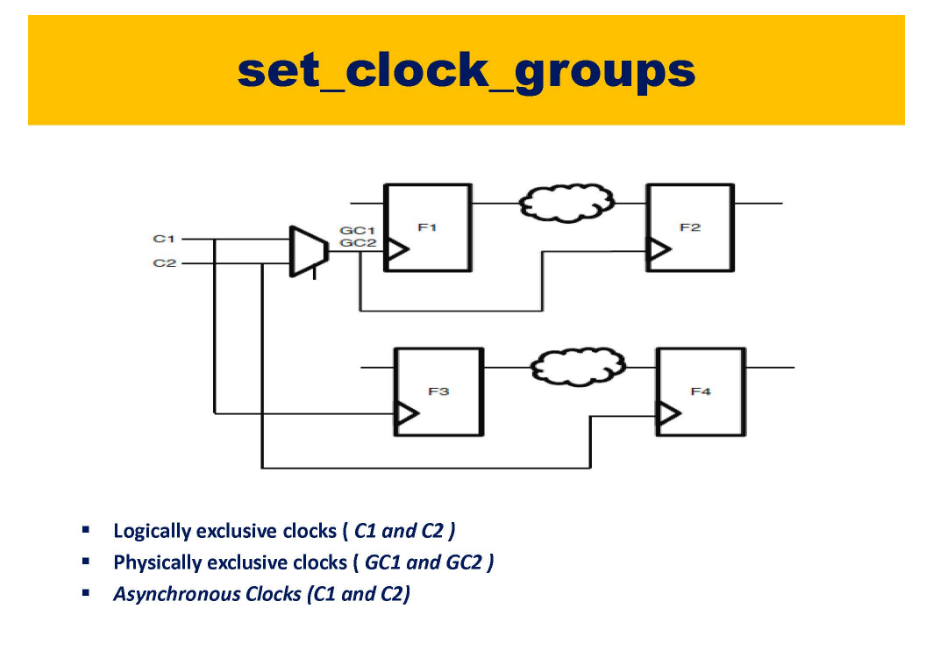 set_clock_groups
GC1
F1
F2
C1
GC2
C2
F3
F4
▪ Logically exclusive clocks ( C1 and C2 )
▪ Physically exclusive clocks ( GC1 and GC2 )
▪ Asynchronous Clocks (C1 and C2)